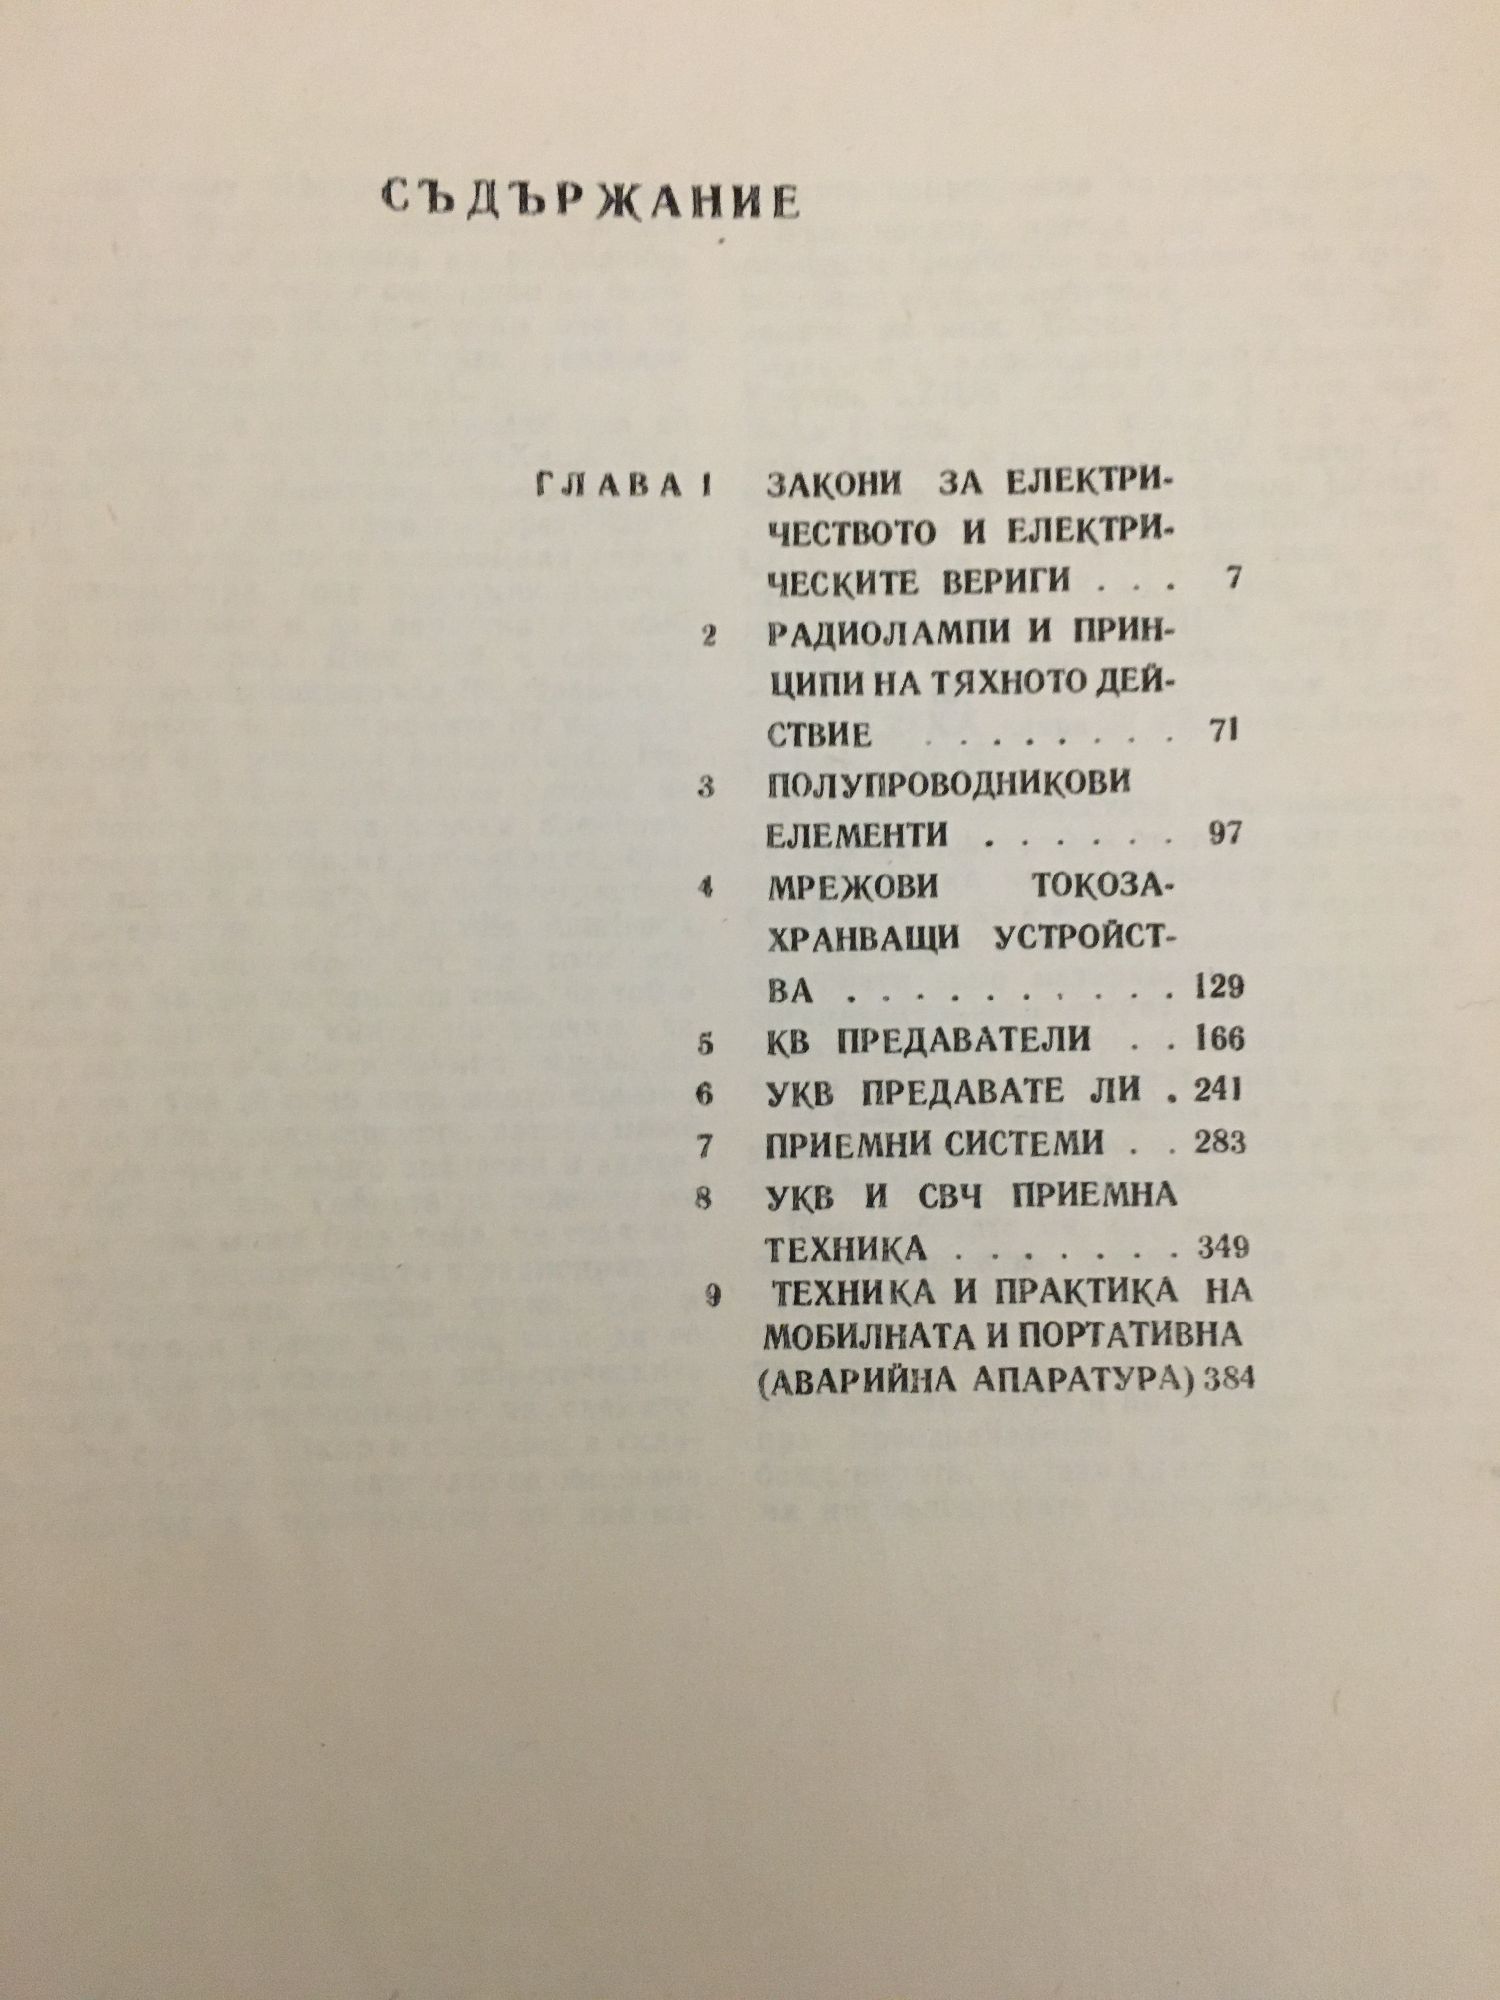 СЪДЪРЖАНИЕ
ГЛАВА 1 ЗАКОНИ ЗА ЕЛЕКТРИ-
ЧЕСТВОТО И ЕЛЕКТРИ-
ЧЕСКИТЕ ВЕРИГИ . . . 7
2 РАДИОЛАМПИ И ПРИН-
ЦИПИ НА ТЯХНОТО ДЕЙ-
СТВИЕ . . . . . . . . 71
3 ПОЛУПРОВОДНИКОВИ
ЕЛЕМЕНТИ . . . . . . 97
4 МРЕЖОВИ ТОКОЗА-
ХРАНВАЩИ УСТРОЙСТ-
ВА . . . . . . . . . . 129
5 КВ ПРЕДАВАТЕЛИ . . 166
6 УКВ ПРЕДАВАТЕ ЛИ . 241
7 ПРИЕМНИ СИСТЕМИ . . 283
8 УКВ И СВЧ ПРИЕМНА
ТЕХНИКА . . . . . . . 349
9 ТЕХНИКА И ПРАКТИКА НА
МОБИЛНАТА И ПОРТАТИВНА
(АВАРИЙНА АПАРАТУРА) 384